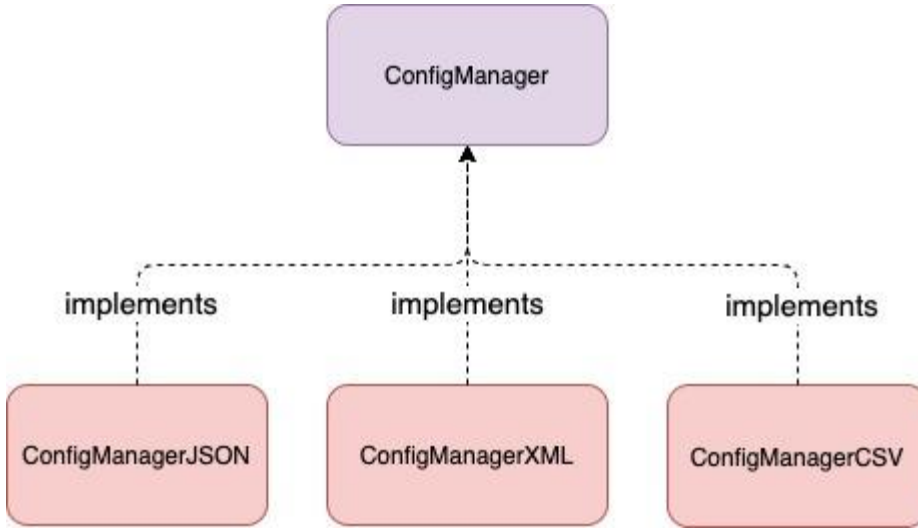 ConfigManager
implements
implements
implements
ConfigManagerJSON
ConfigManagerXML
ConfigManagerCSV